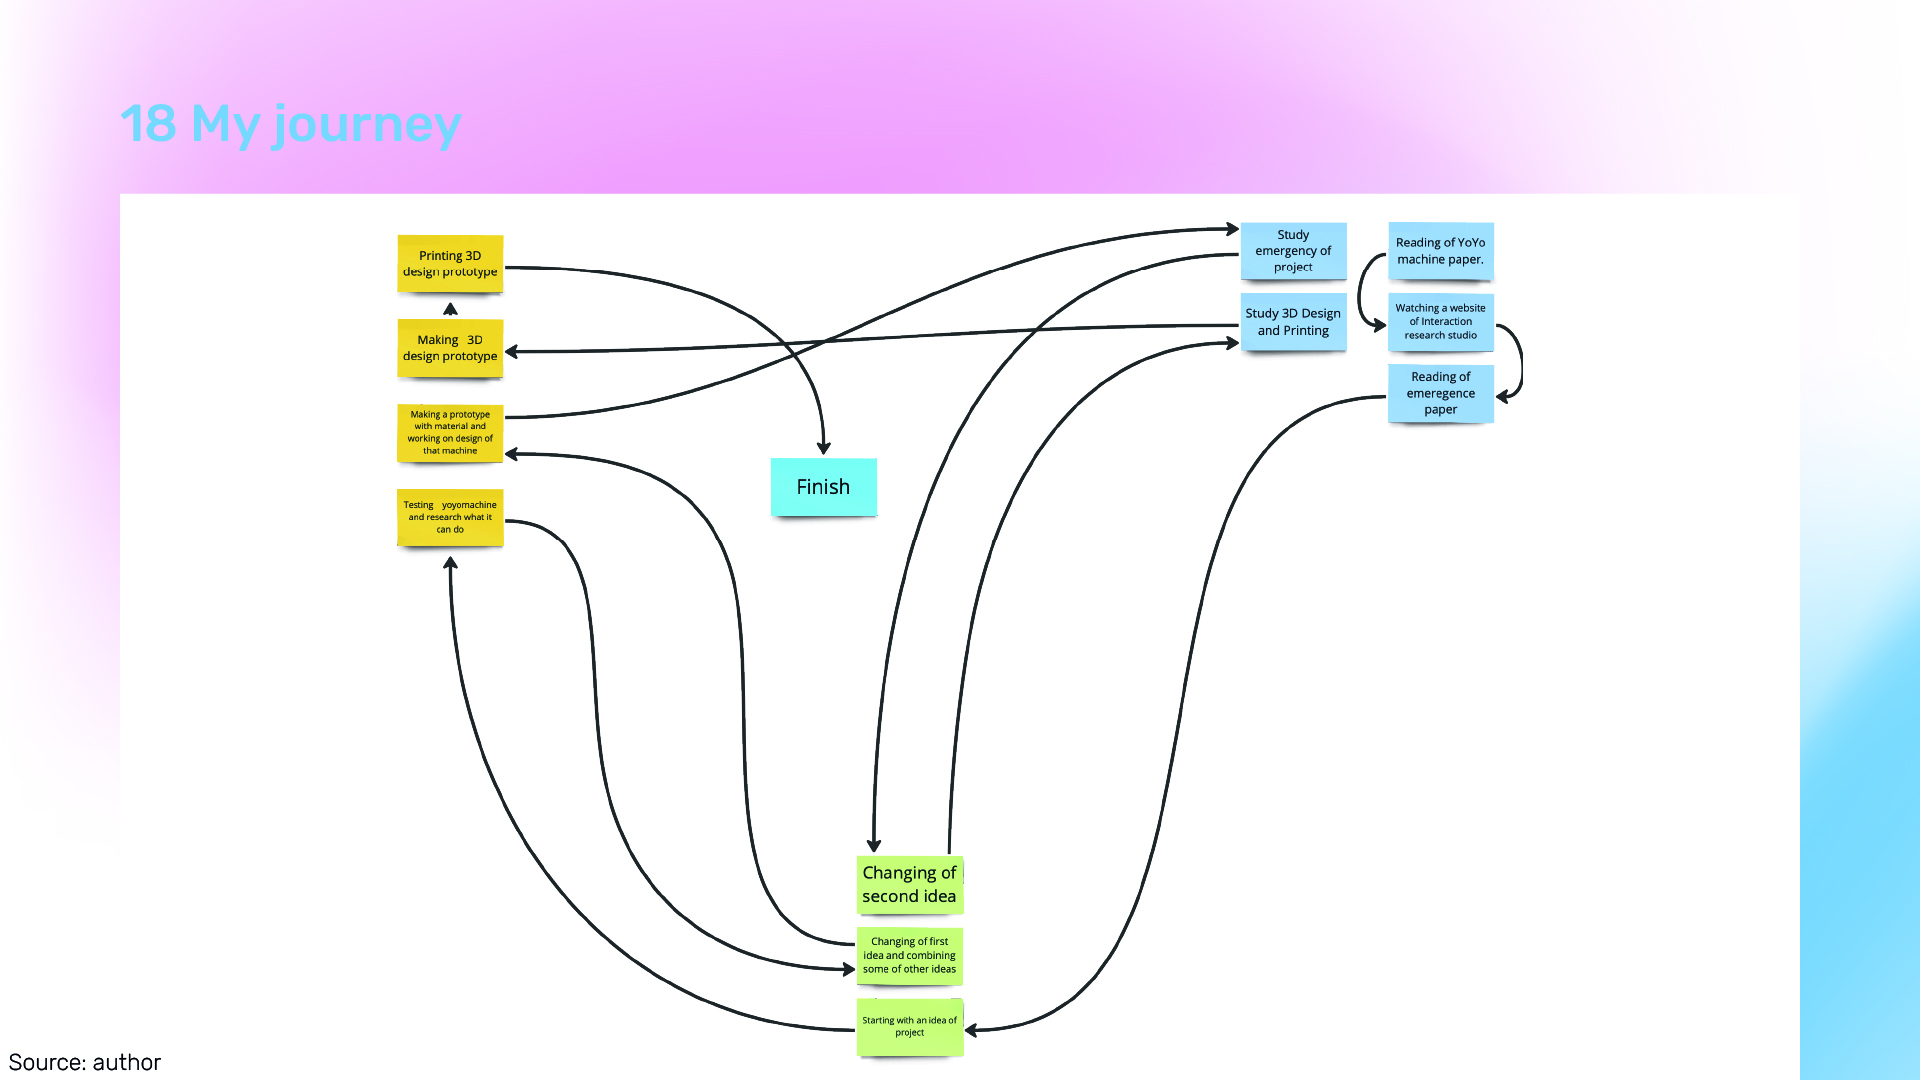 18 My journey
Printing 3D
design prototype
Making 3D
design prototype
Making a prototype
with material and
working on design of
that machine
Testing yoyomachine
and research what it
can do
Finish
Study
emergency of
project
Study 3D Design
and Printing
Reading of YoYo
machine paper.
Watching a website
of Interaction
research studio
Reading of
emeregence
paper
Changing of
second idea
Changing of first
idea and combining
some of other ideas
Starting with an idea of
project
Source: author